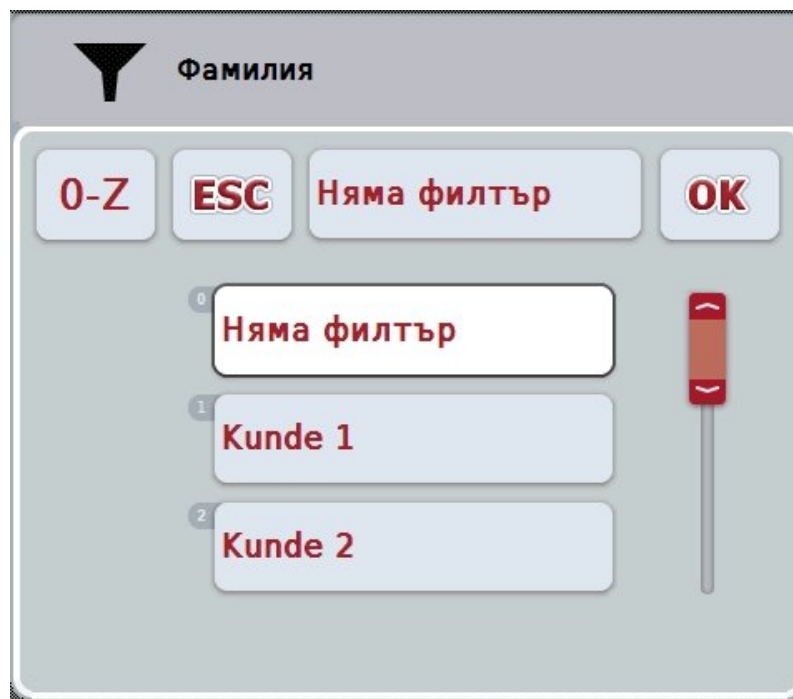 Фамилия
0-Z ESC Няма филтър OK
0 Няма филтър
1 Kunde 1
2 Kunde 2